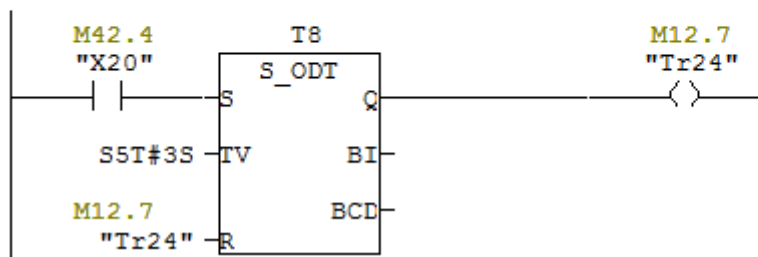 M42.4 T8 M12.7
"X20" S_ODT "Tr24"
S Q
S5T#3S TV BI
M12.7 BCD
"Tr24" R